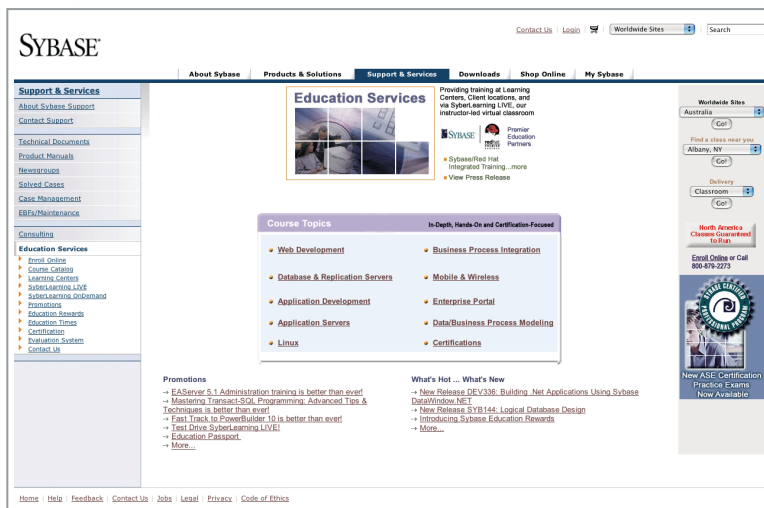 Contact Us | Login | Worldwide Sites | Search
SYBASE®
About Sybase Products & Solutions Support & Services Downloads Shop Online My Sybase
Support & Services
About Sybase Support
Contact Support
Technical Documents
Product Manuals
Newsgroups
Solved Cases
Case Management
EBFs/Maintenance
Consulting
Education Services
Enroll Online
Course Catalog
Learning Centers
SyberLearning LIVE
SyberLearning OnDemand
Promotions
Education Rewards
Education Times
Certification
Evaluation System
Contact Us
Education Services
Providing training at Learning
Centers, Client locations, and
via SyberLearning LIVE, our
instructor-led virtual classroom
SYBASE
redhat
Premier
Education
Partners
Sybase/Red Hat
Integrated Training...more
View Press Release
Course Topics In-Depth, Hands-On and Certification-Focused
Web Development
Database & Replication Servers
Application Development
Application Servers
Linux
Business Process Integration
Mobile & Wireless
Enterprise Portal
Data/Business Process Modeling
Certifications
Promotions
→ EAServer 5.1 Administration training is better than ever!
→ Mastering Transact-SQL Programming: Advanced Tips &
Techniques is better than ever!
→ Fast Track to PowerBuilder 10 is better than ever!
→ Test Drive SyberLearning LIVE!
→ Education Passport
→ More...
What's Hot ... What's New
→ New Release DEV336: Building .Net Applications Using Sybase
DataWindow.NET
→ New Release SYB144: Logical Database Design
→ Introducing Sybase Education Rewards
→ More...
Worldwide Sites
Australia
Go!
Find a class near you
Albany, NY
Go!
Delivery
Classroom
Go!
North America
Classes Guaranteed
to Run
Enroll Online or Call
800-879-2273
SYBASE CERTIFIED
PROFESSIONAL PROGRAM
New ASE Certification
Practice Exams
Now Available
Home | Help | Feedback | Contact Us | Jobs | Legal | Privacy | Code of Ethics